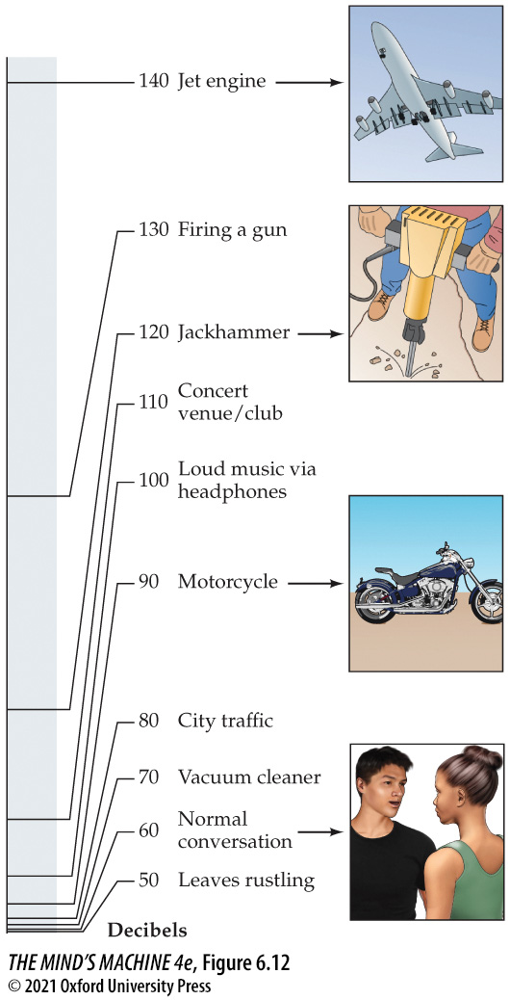 140 Jet engine
130 Firing a gun
120 Jackhammer
110 Concert
venue/club
100 Loud music via
headphones
90 Motorcycle
80 City traffic
70 Vacuum cleaner
60 Normal
conversation
50 Leaves rustling
Decibels
THE MIND'S MACHINE 4e, Figure 6.12
© 2021 Oxford University Press